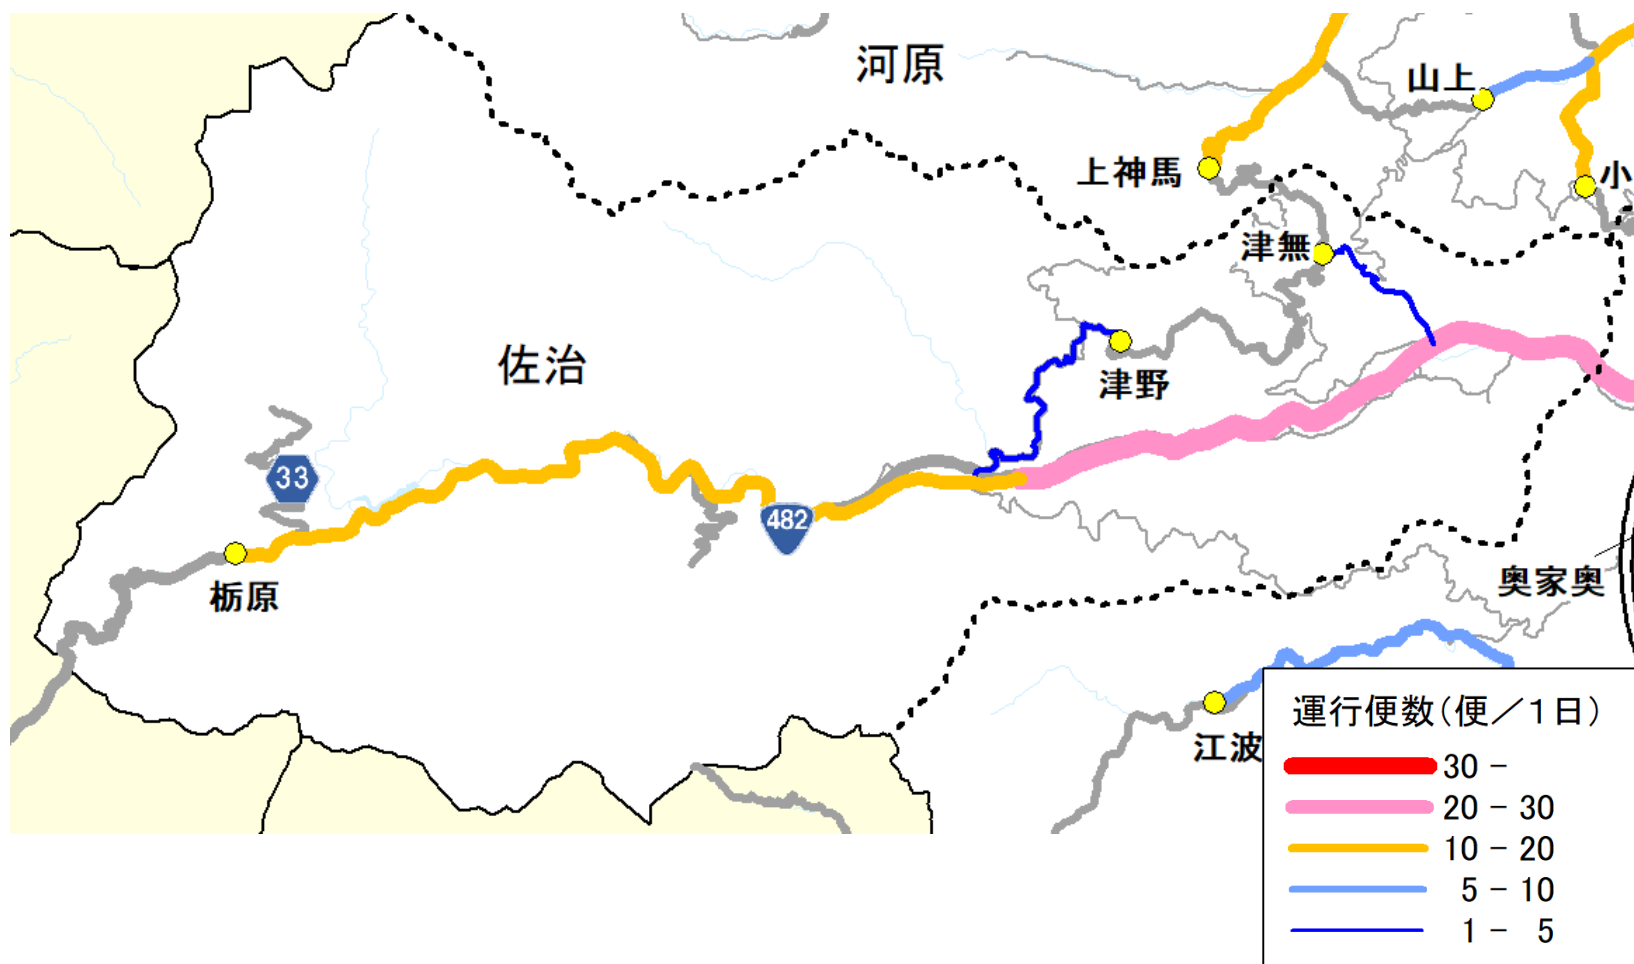 河原
山上
上神馬
小
津無
津野
佐治
33
482
栃原
奥家奥
江波
運行便数(便/1日)
30 -
20 - 30
10 - 20
5 - 10
1 - 5